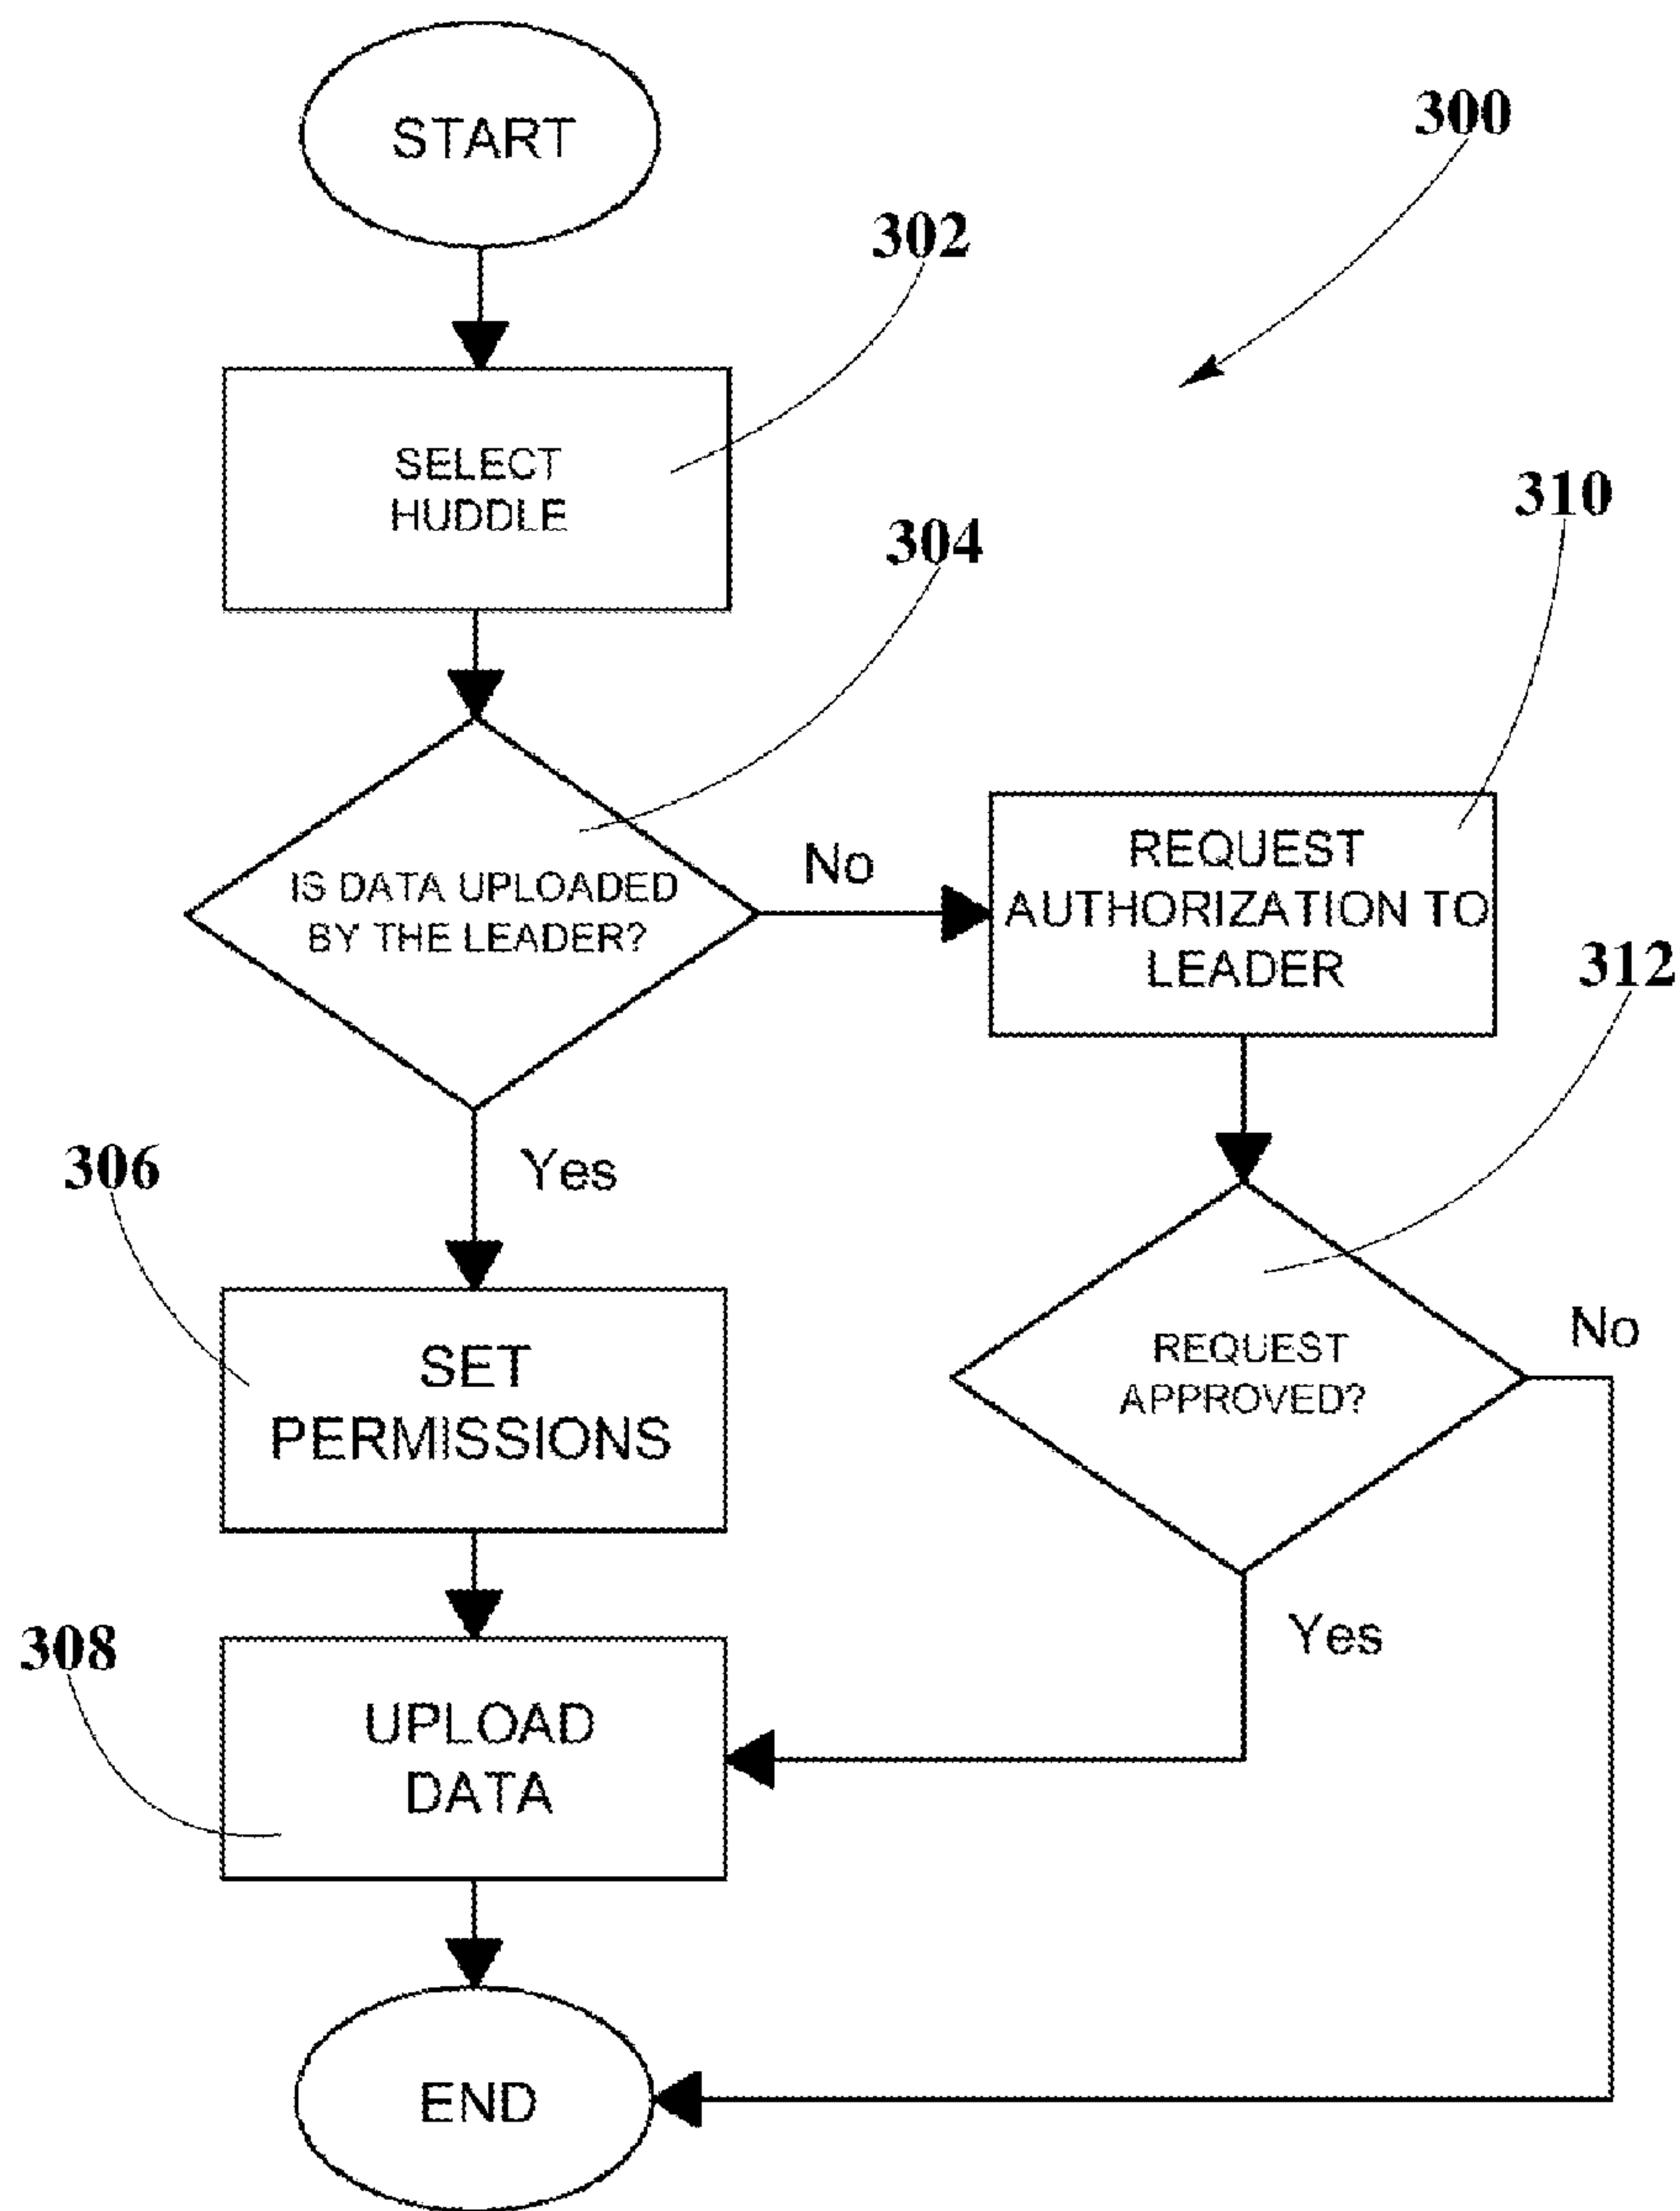 START
300
302
SELECT
HUDDLE
304
310
IS DATA UPLOADED
BY THE LEADER?
No
REQUEST
AUTHORIZATION TO
LEADER
312
306
Yes
SET
PERMISSIONS
REQUEST
APPROVED?
No
308
UPLOAD
DATA
Yes
END